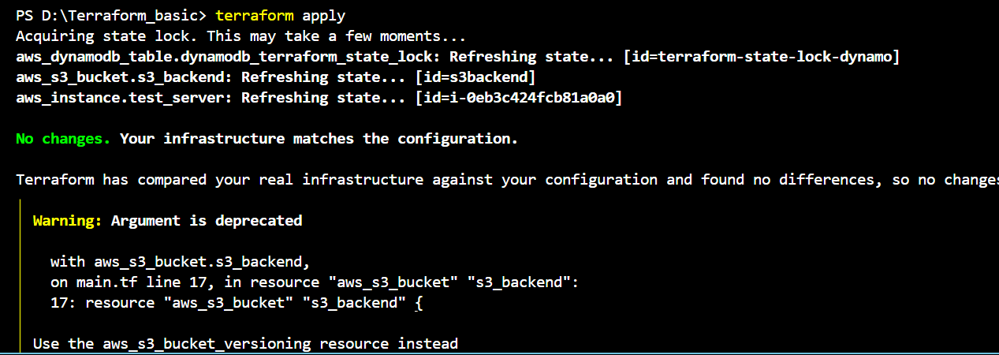 PS D:\Terraform_basic> terraform apply
Acquiring state lock. This may take a few moments...
aws_dynamodb_table.dynamodb_terraform_state_lock: Refreshing state... [id=terraform-state-lock-dynamo]
aws_s3_bucket.s3_backend: Refreshing state... [id=s3backend]
aws_instance.test_server: Refreshing state... [id=i-0eb3c424fcb81a0a0]
No changes. Your infrastructure matches the configuration.
Terraform has compared your real infrastructure against your configuration and found no differences, so no changes
Warning: Argument is deprecated
with aws_s3_bucket.s3_backend,
on main.tf line 17, in resource "aws_s3_bucket" "s3_backend":
17: resource "aws_s3_bucket" "s3_backend" {
Use the aws_s3_bucket_versioning resource instead